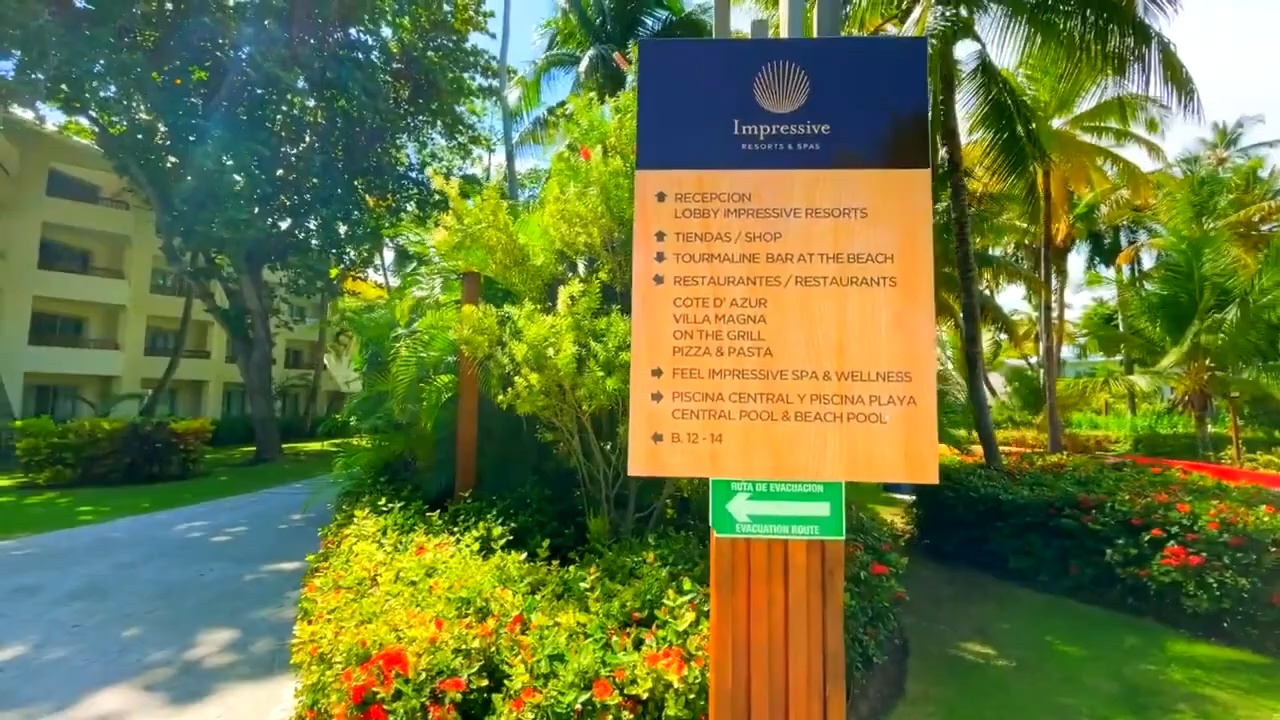 Impressive
RESORTS & SPAS
RECEPCION
LOBBY IMPRESSIVE RESORTS
TIENDAS / SHOP
TOURMALINE BAR AT THE BEACH
RESTAURANTES / RESTAURANTS
COTE D' AZUR
VILLA MAGNA
ON THE GRILL
PIZZA & PASTA
FEEL IMPRESSIVE SPA & WELLNESS
PISCINA CENTRAL Y PISCINA PLAYA
CENTRAL POOL & BEACH POOL
B. 12 - 14
RUTA DE EVACUACION
EVACUATION ROUTE